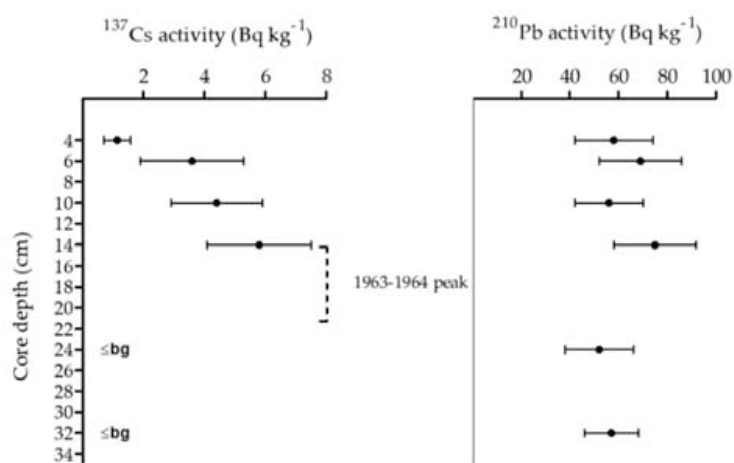 ¹³⁷Cs activity (Bq kg⁻¹)
2 4 6 8
4
6
8
10
12
14
16
18
20
22
24
26
28
30
32
34
Core depth (cm)
≤bg
≤bg
1963-1964 peak
²¹⁰Pb activity (Bq kg⁻¹)
20 40 60 80 100